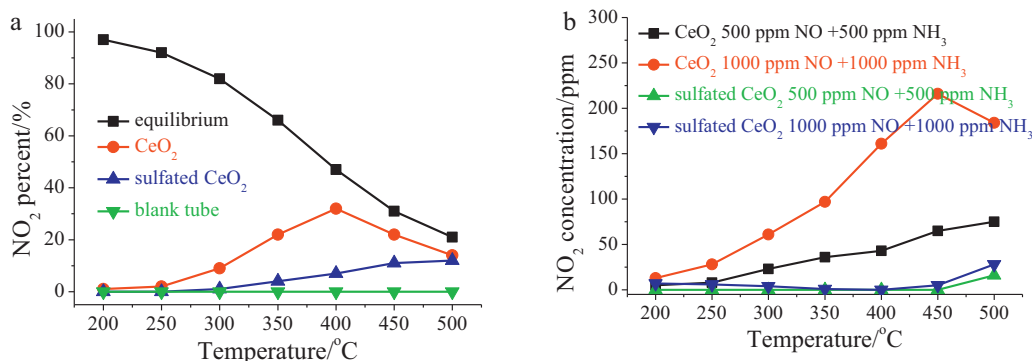 a
NO₂ percent/%
100
80
60
40
20
0
equilibrium
CeO₂
sulfated CeO₂
blank tube
200 250 300 350 400 450 500
Temperature/°C
b
NO₂ concentration/ppm
300
250
200
150
100
50
0
CeO₂ 500 ppm NO +500 ppm NH₃
CeO₂ 1000 ppm NO +1000 ppm NH₃
sulfated CeO₂ 500 ppm NO +500 ppm NH₃
sulfated CeO₂ 1000 ppm NO +1000 ppm NH₃
200 250 300 350 400 450 500
Temperature/°C